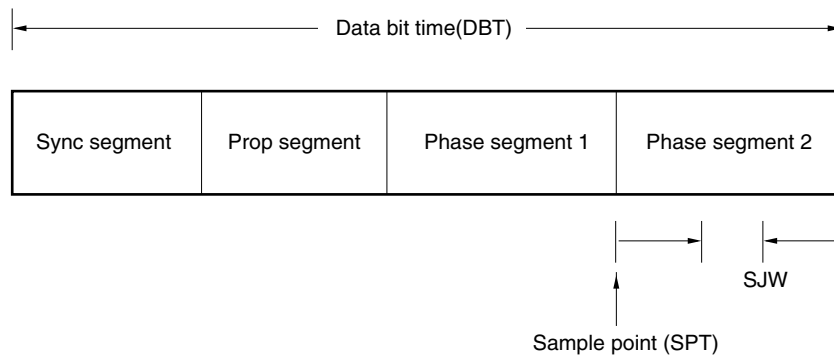 Data bit time(DBT)
Sync segment
Prop segment
Phase segment 1
Phase segment 2
SJW
Sample point (SPT)